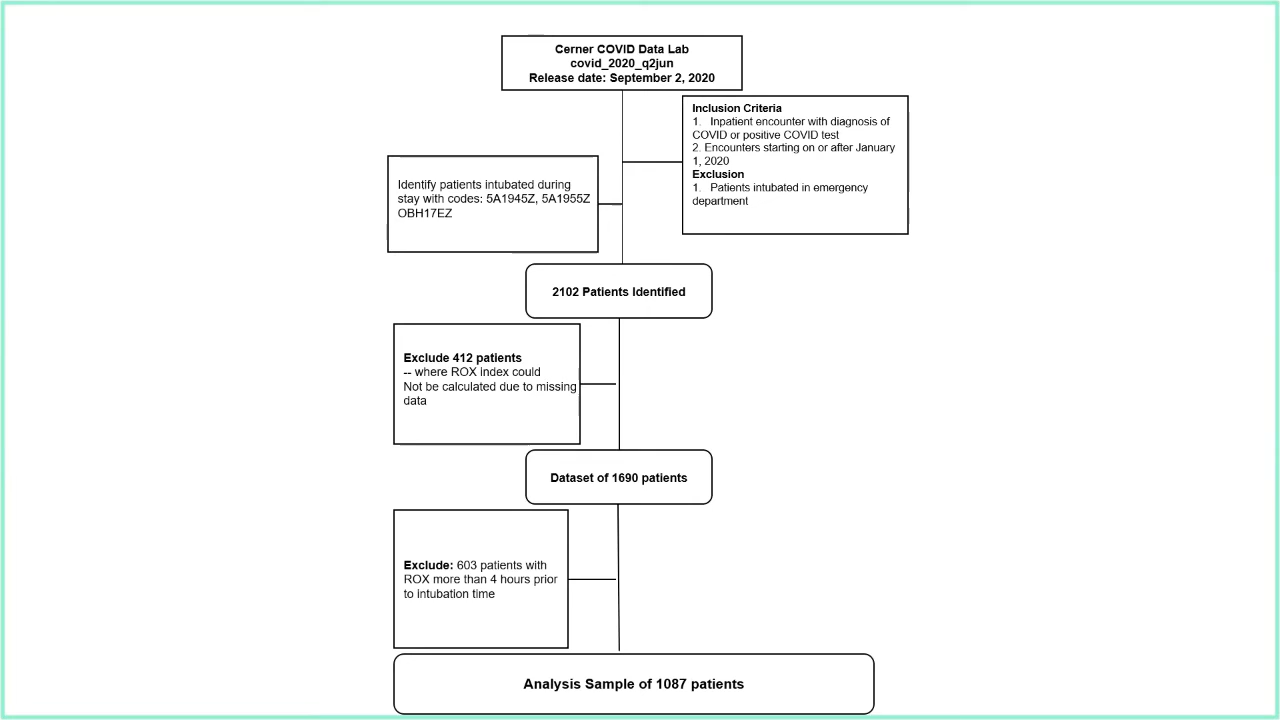 Cerner COVID Data Lab
covid_2020_q2jun
Release date: September 2, 2020
Inclusion Criteria
1. Inpatient encounter with diagnosis of
COVID or positive COVID test
2. Encounters starting on or after January
1, 2020
Exclusion
1. Patients intubated in emergency
department
Identify patients intubated during
stay with codes: 5A1945Z, 5A1955Z
OBH17EZ
2102 Patients Identified
Exclude 412 patients
-- where ROX index could
Not be calculated due to missing
data
Dataset of 1690 patients
Exclude: 603 patients with
ROX more than 4 hours prior
to intubation time
Analysis Sample of 1087 patients